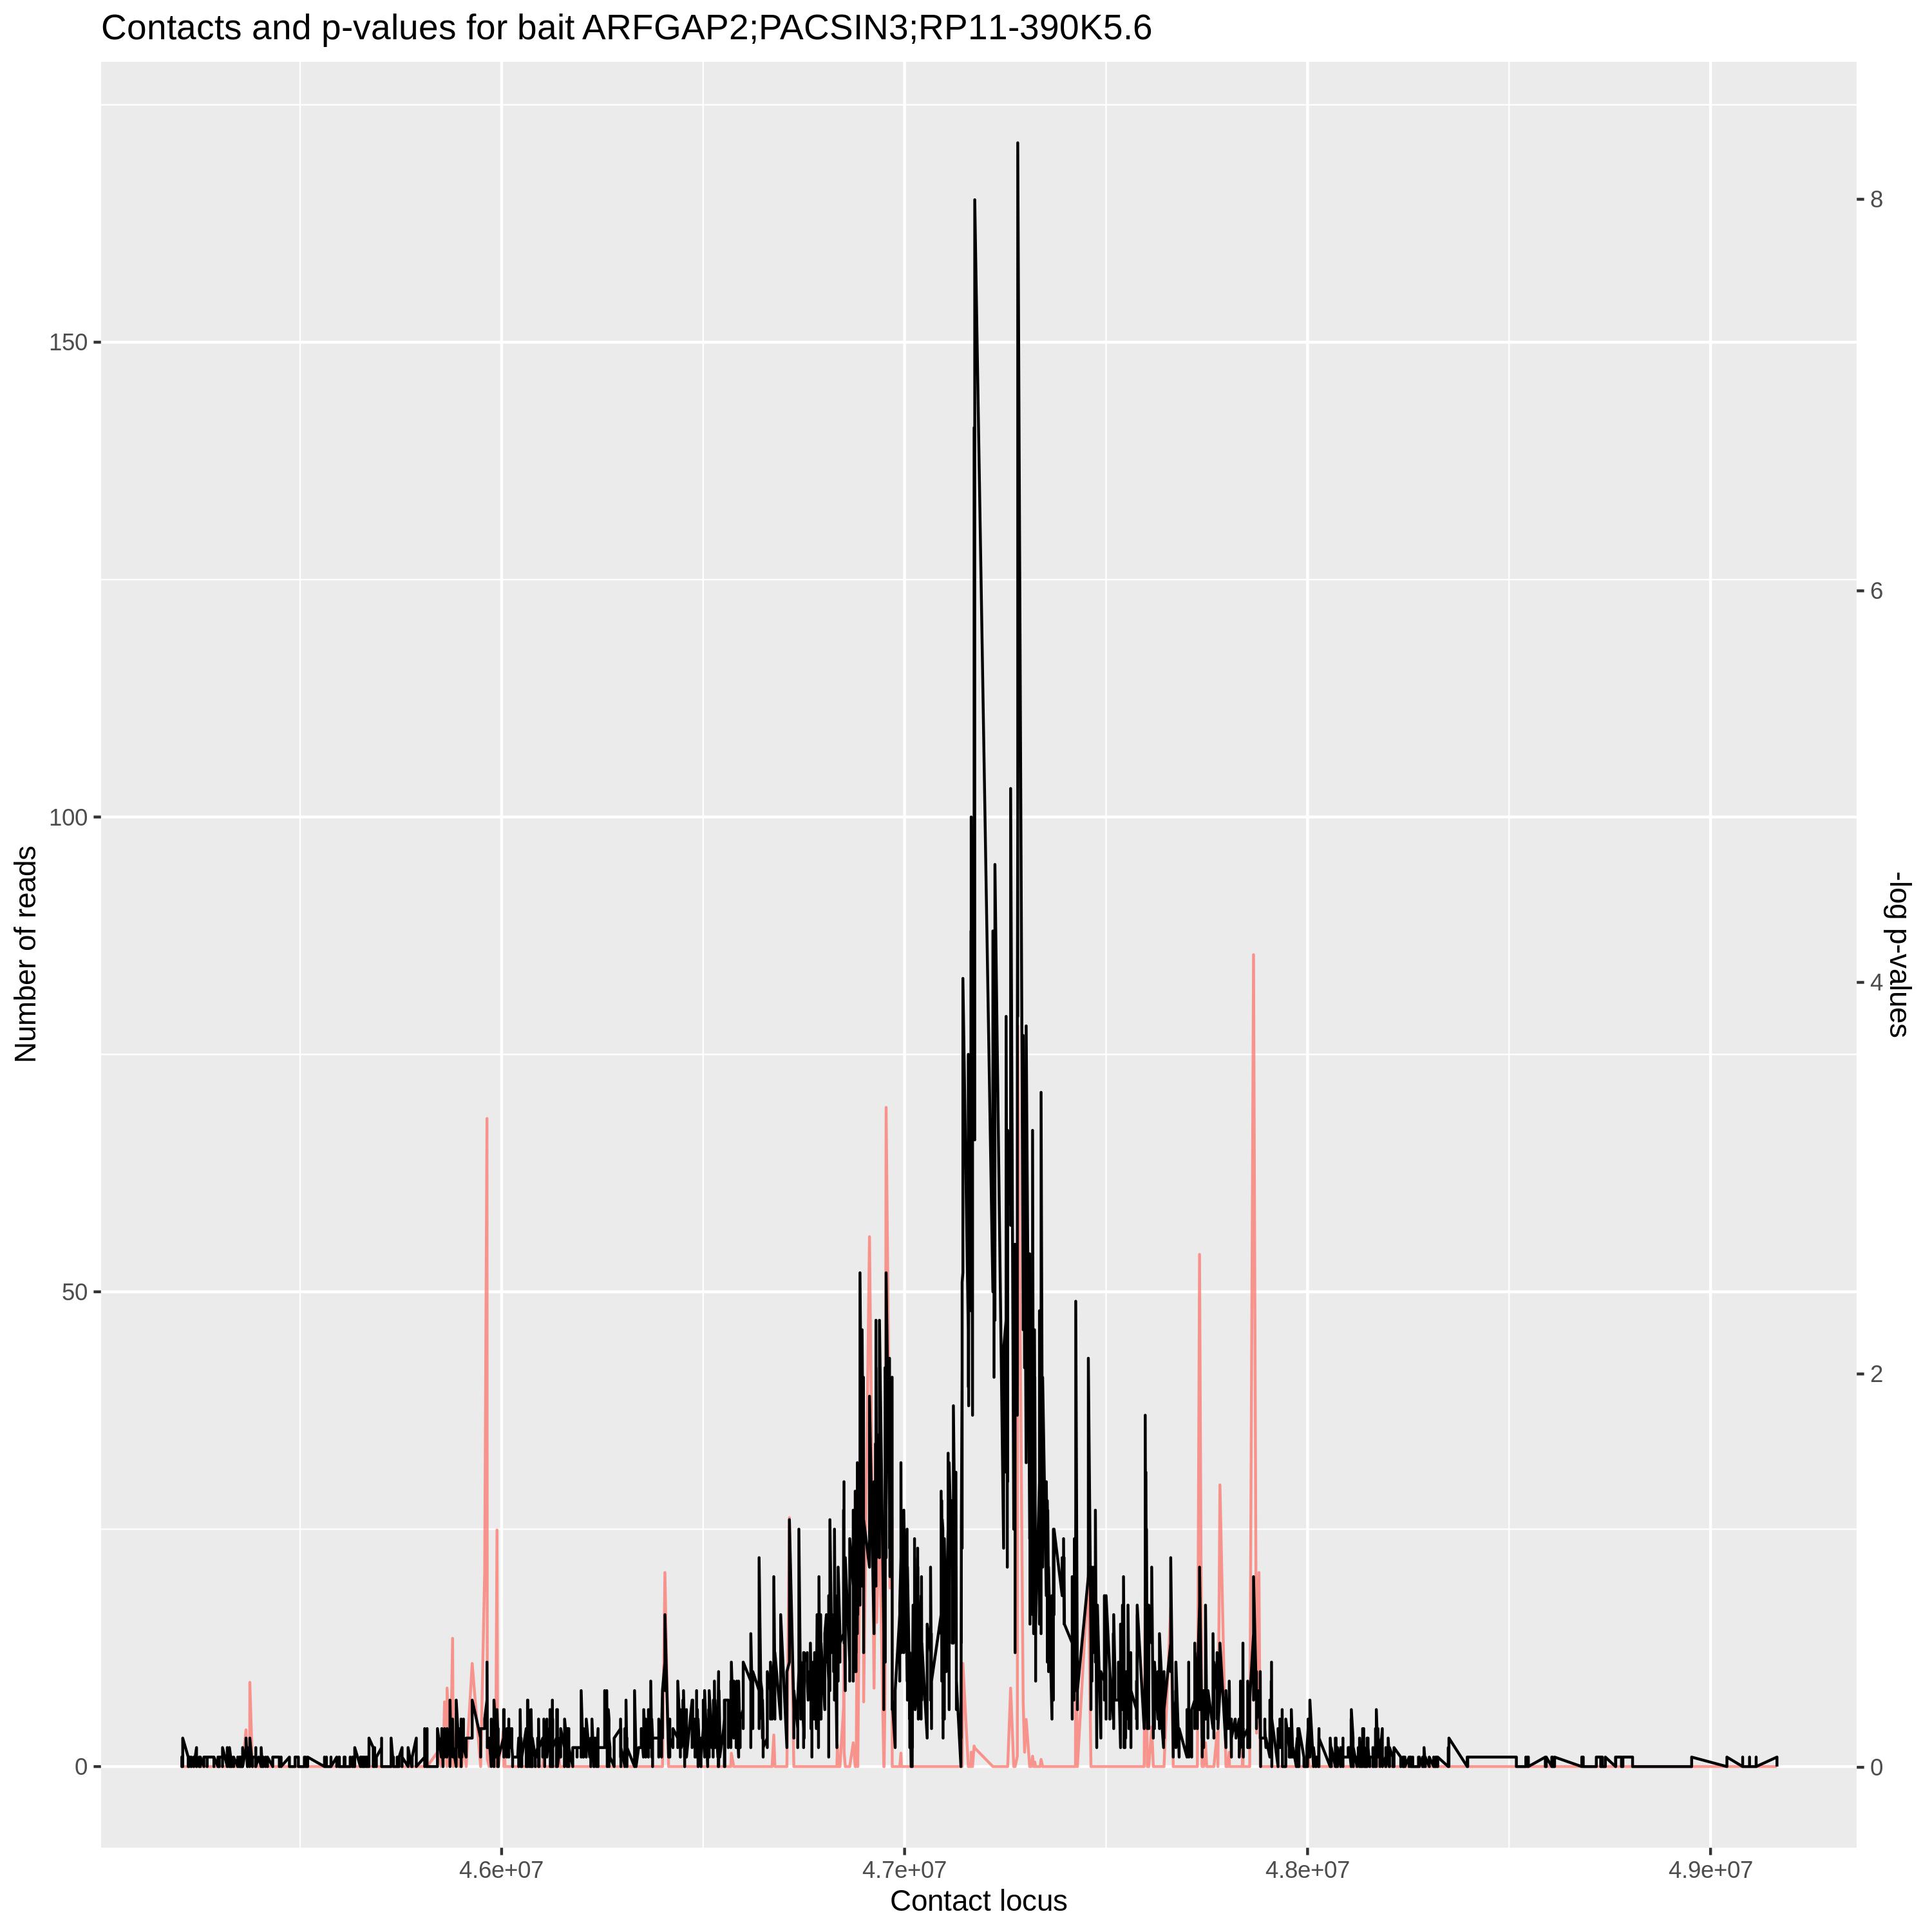 Contacts and p-values for bait ARFGAP2;PACSIN3;RP11-390K5.6
Number of reads
150
100
50
0
8
6
4
2
0
-log p-values
4.6e+07 4.7e+07 4.8e+07 4.9e+07
Contact locus